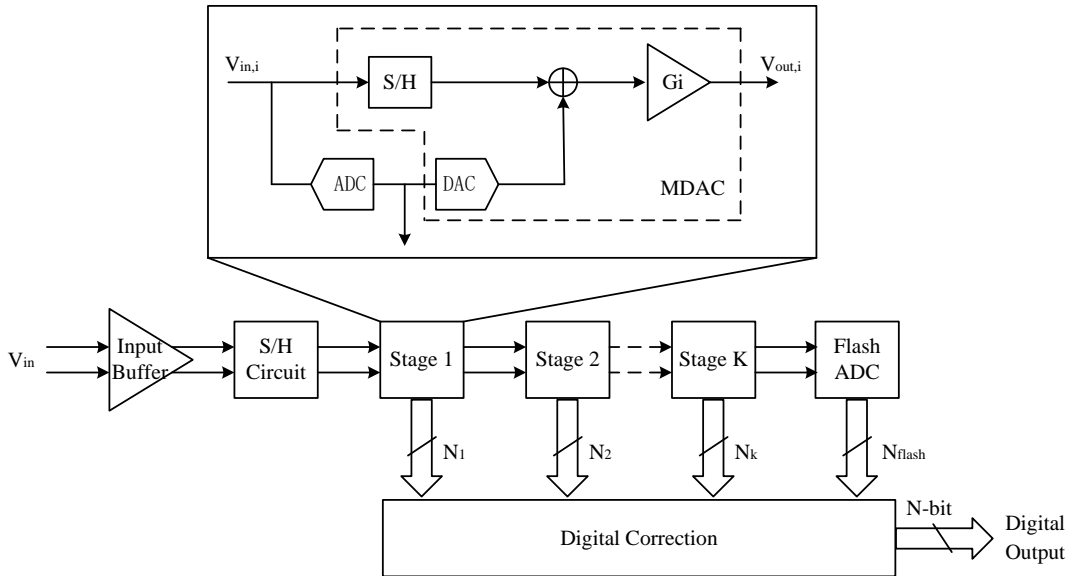 Vin,i
S/H
Gi
Vout,i
ADC
DAC
MDAC
Vin
Input
Buffer
S/H
Circuit
Stage 1
Stage 2
Stage K
Flash
ADC
N1
N2
Nk
Nflash
Digital Correction
N-bit
Digital
Output